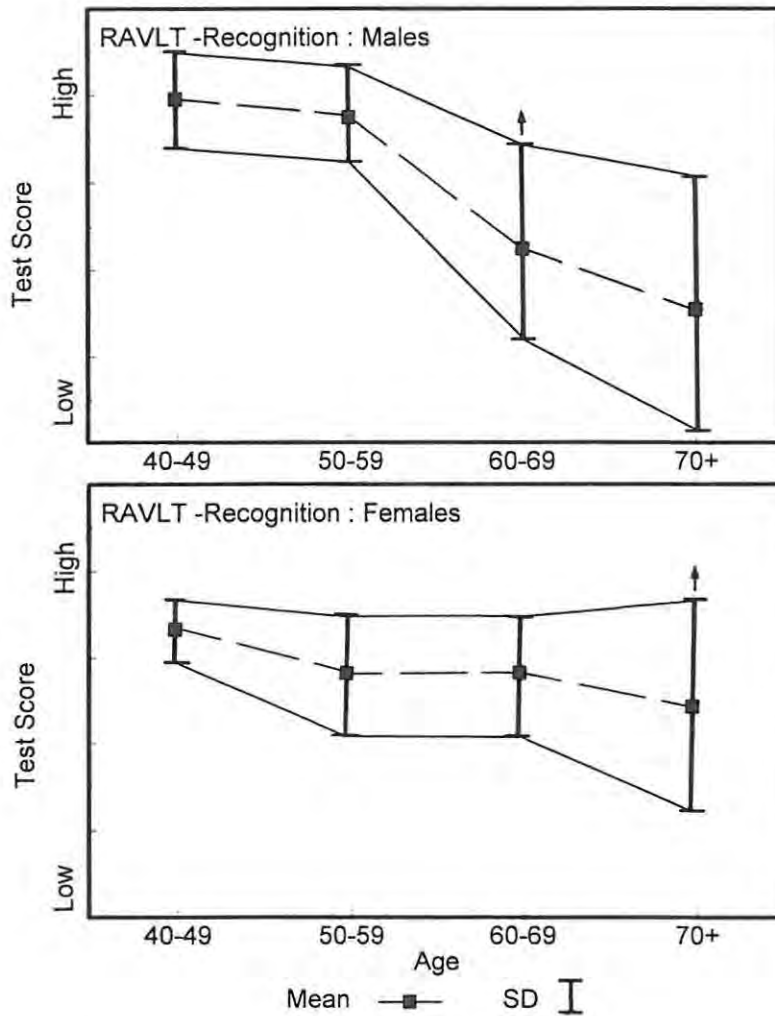 RAVLT -Recognition : Males
High
Test Score
Low
40-49 50-59 60-69 70+
RAVLT -Recognition : Females
High
Test Score
Low
40-49 50-59 60-69 70+
Age
Mean SD